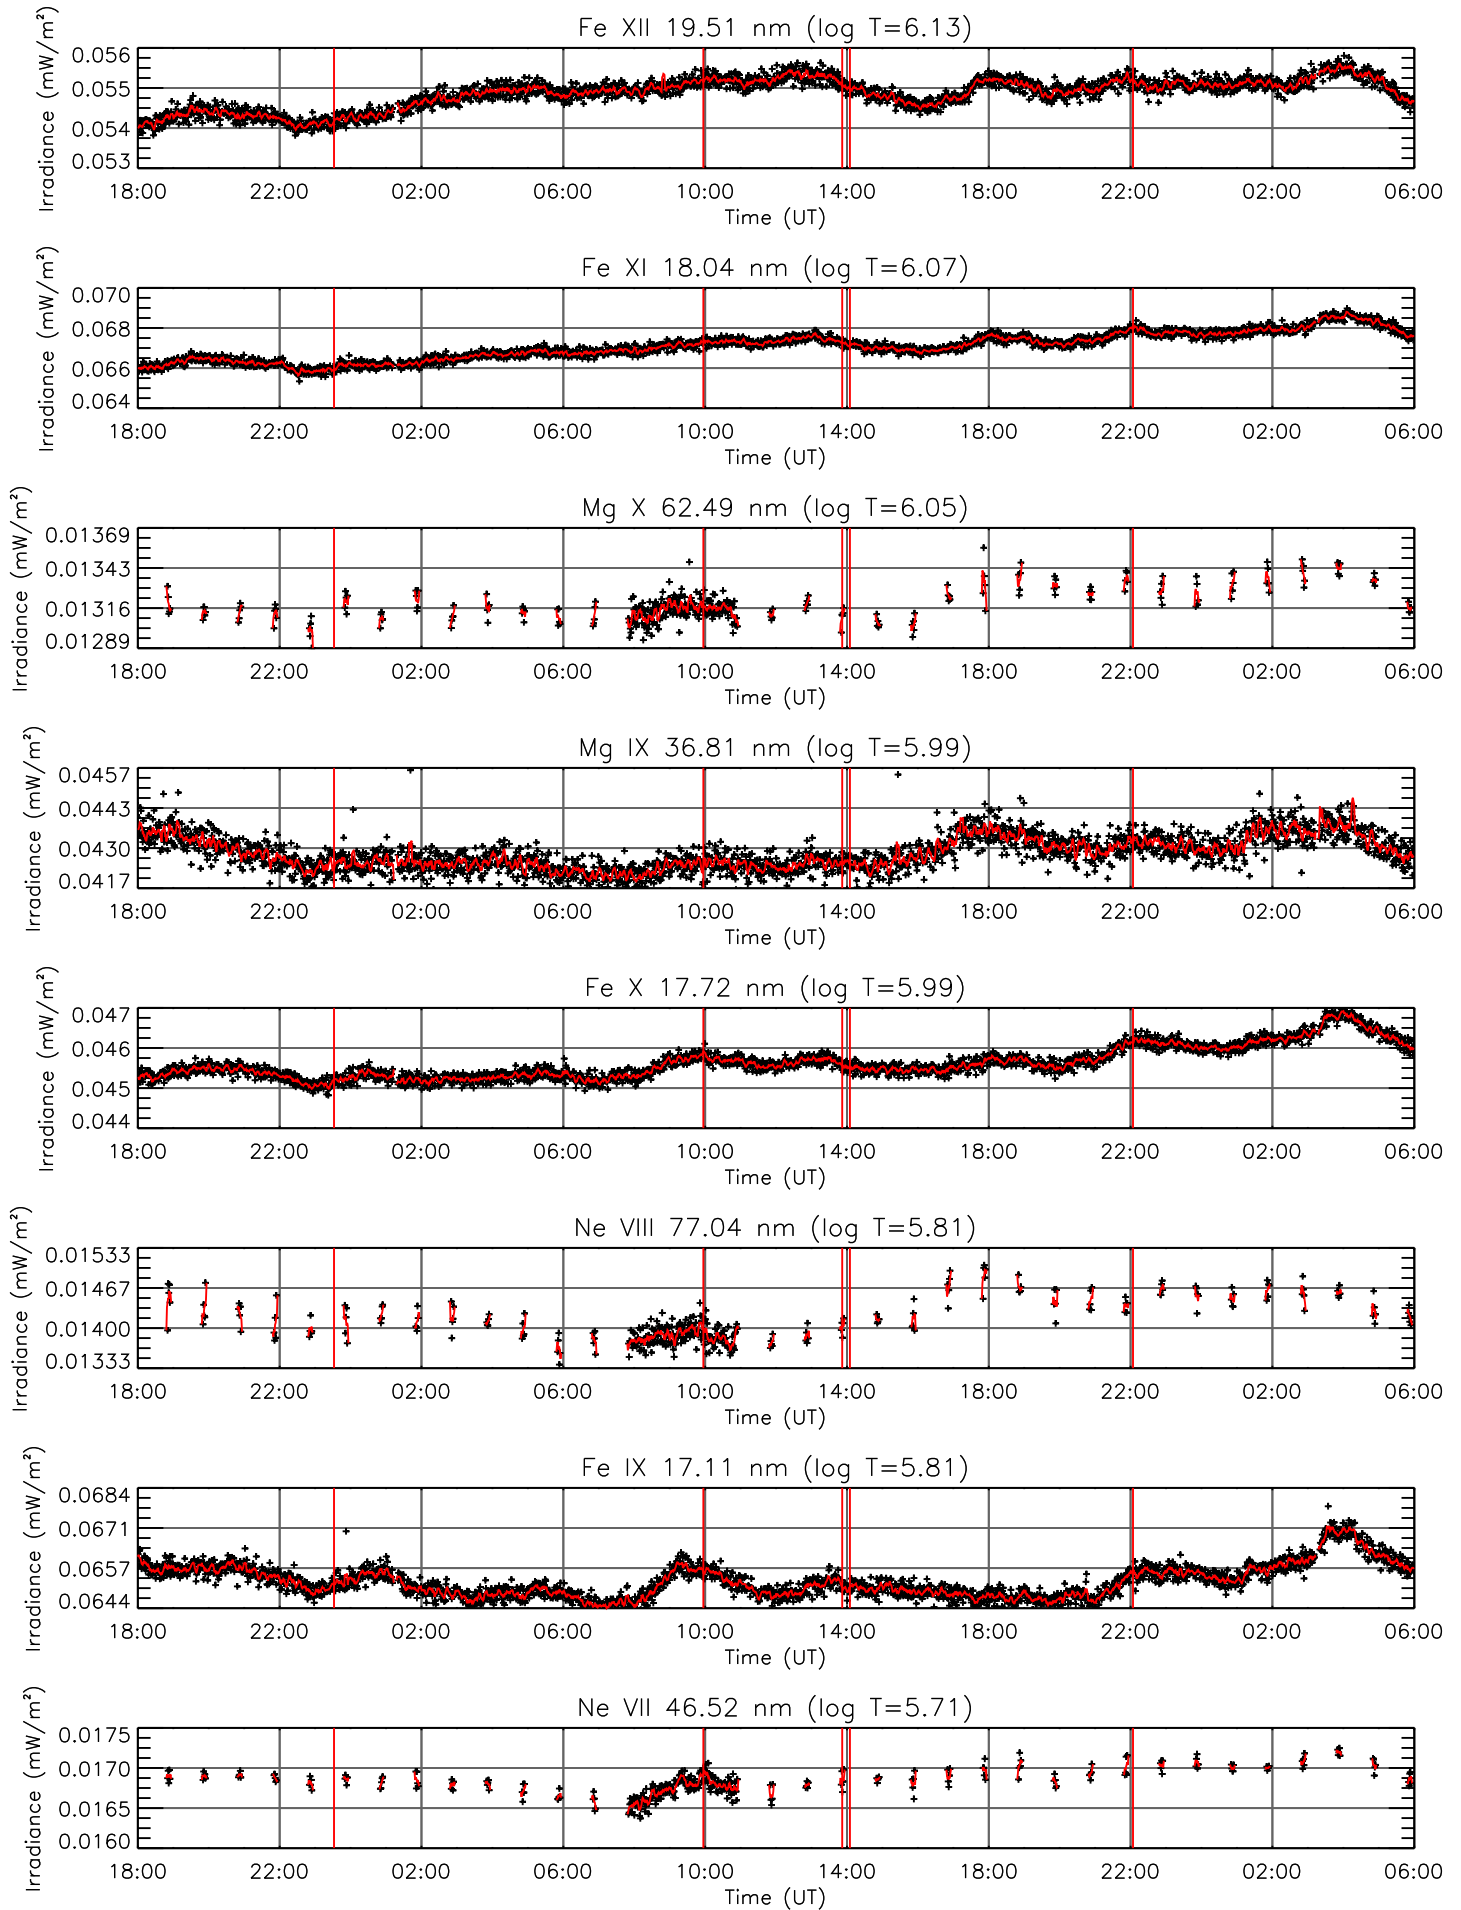 Fe XII 19.51 nm (log T=6.13)
Irradiance (mW/m²)
0.056
0.055
0.054
0.053
18:00 22:00 02:00 06:00 10:00 14:00 18:00 22:00 02:00 06:00
Time (UT)
Fe XI 18.04 nm (log T=6.07)
Irradiance (mW/m²)
0.070
0.068
0.066
0.064
18:00 22:00 02:00 06:00 10:00 14:00 18:00 22:00 02:00 06:00
Time (UT)
Mg X 62.49 nm (log T=6.05)
Irradiance (mW/m²)
0.01369
0.01343
0.01316
0.01289
18:00 22:00 02:00 06:00 10:00 14:00 18:00 22:00 02:00 06:00
Time (UT)
Mg IX 36.81 nm (log T=5.99)
Irradiance (mW/m²)
0.0457
0.0443
0.0430
0.0417
18:00 22:00 02:00 06:00 10:00 14:00 18:00 22:00 02:00 06:00
Time (UT)
Fe X 17.72 nm (log T=5.99)
Irradiance (mW/m²)
0.047
0.046
0.045
0.044
18:00 22:00 02:00 06:00 10:00 14:00 18:00 22:00 02:00 06:00
Time (UT)
Ne VIII 77.04 nm (log T=5.81)
Irradiance (mW/m²)
0.01533
0.01467
0.01400
0.01333
18:00 22:00 02:00 06:00 10:00 14:00 18:00 22:00 02:00 06:00
Time (UT)
Fe IX 17.11 nm (log T=5.81)
Irradiance (mW/m²)
0.0684
0.0671
0.0657
0.0644
18:00 22:00 02:00 06:00 10:00 14:00 18:00 22:00 02:00 06:00
Time (UT)
Ne VII 46.52 nm (log T=5.71)
Irradiance (mW/m²)
0.0175
0.0170
0.0165
0.0160
18:00 22:00 02:00 06:00 10:00 14:00 18:00 22:00 02:00 06:00
Time (UT)